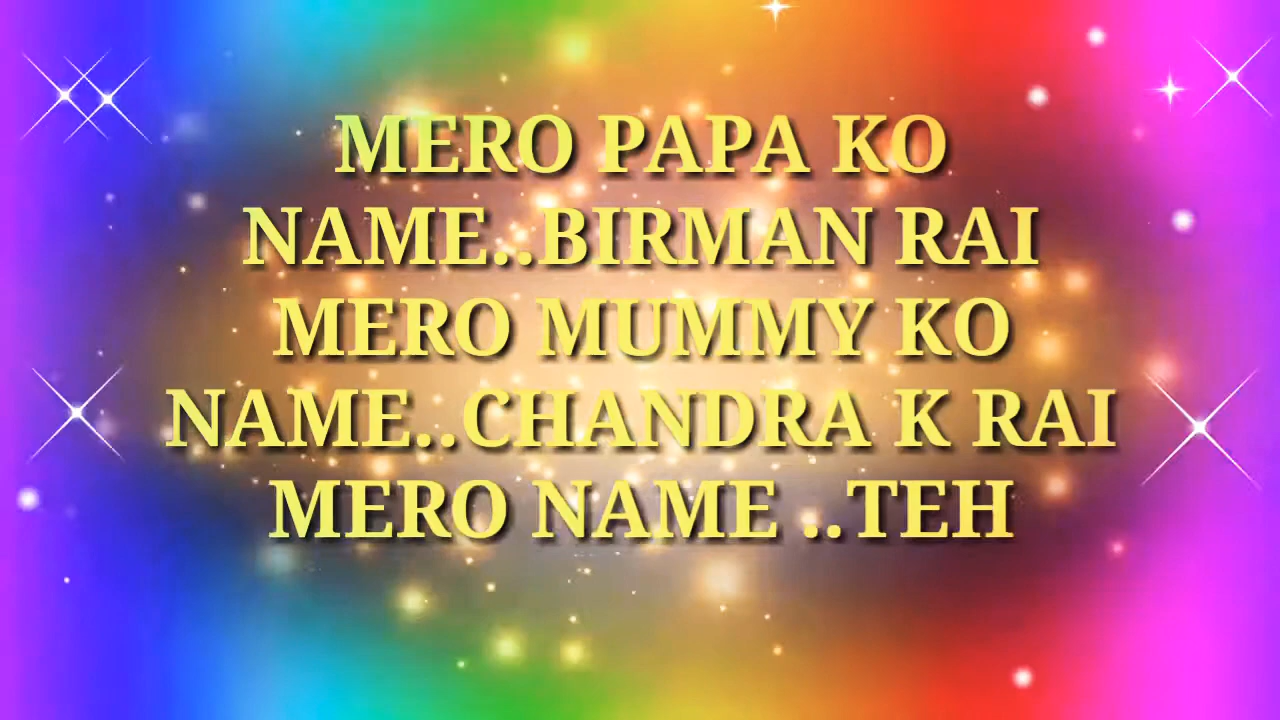 MERO PAPA KO
NAME..BIRMAN RAI
MERO MUMMY KO
NAME..CHANDRA K RAI
MERO NAME ..TEH